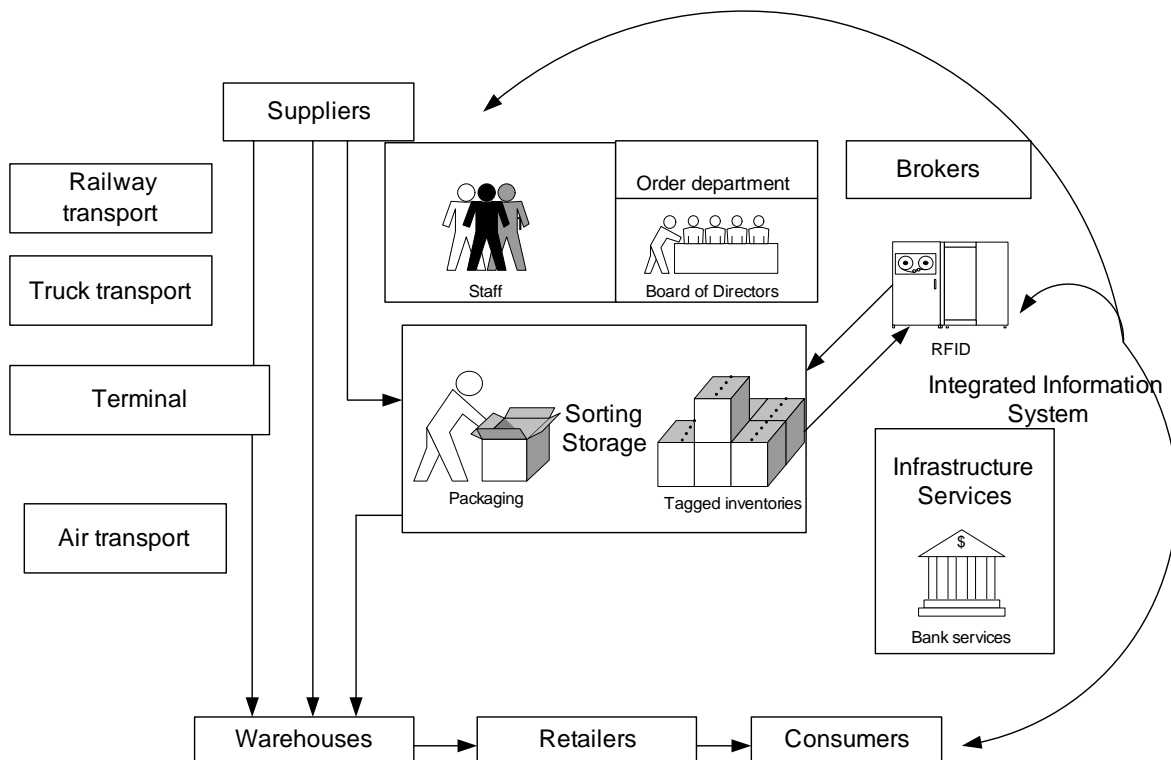 Suppliers
Railway
transport
Order department
Brokers
Truck transport
Staff
Board of Directors
RFID
Terminal
Integrated Information
System
Sorting
Storage
Packaging
Tagged inventories
Infrastructure
Services
Air transport
$
Bank services
Warehouses
Retailers
Consumers